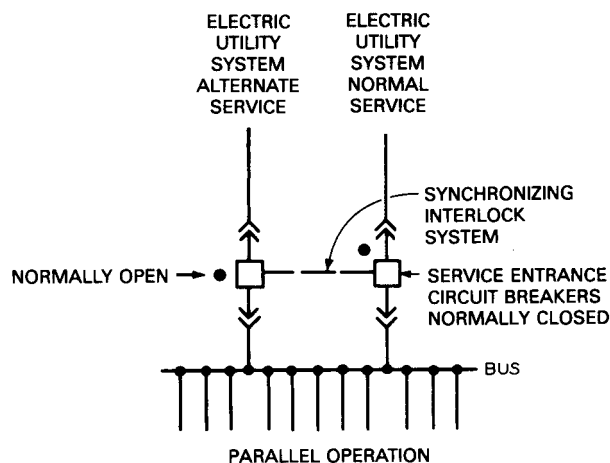 ELECTRIC
UTILITY
SYSTEM
ALTERNATE
SERVICE
ELECTRIC
UTILITY
SYSTEM
NORMAL
SERVICE
SYNCHRONIZING
INTERLOCK
SYSTEM
NORMALLY OPEN
SERVICE ENTRANCE
CIRCUIT BREAKERS
NORMALLY CLOSED
BUS
PARALLEL OPERATION